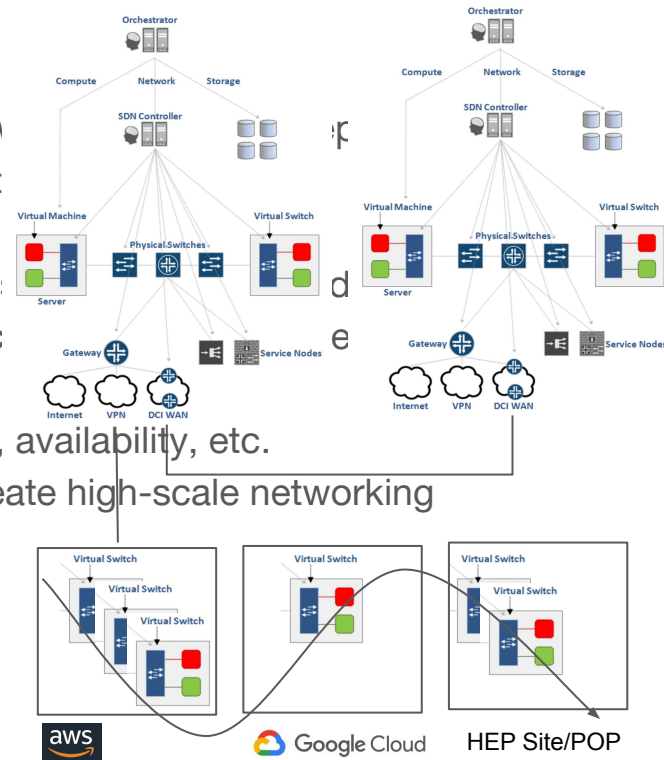 Orchestrator
Compute Network Storage
SDN Controller
Virtual Machine
Virtual Switch
Physical Switches
Server
Gateway
Service Nodes
Internet VPN DCI WAN
Orchestrator
Compute Network Storage
SDN Controller
Virtual Machine
Virtual Switch
Physical Switches
Server
Gateway
Service Nodes
Internet VPN DCI WAN
, availability, etc.
eate high-scale networking
Virtual Switch
Virtual Switch
Virtual Switch
Virtual Switch
Virtual Switch
Virtual Switch
aws
Google Cloud
HEP Site/POP